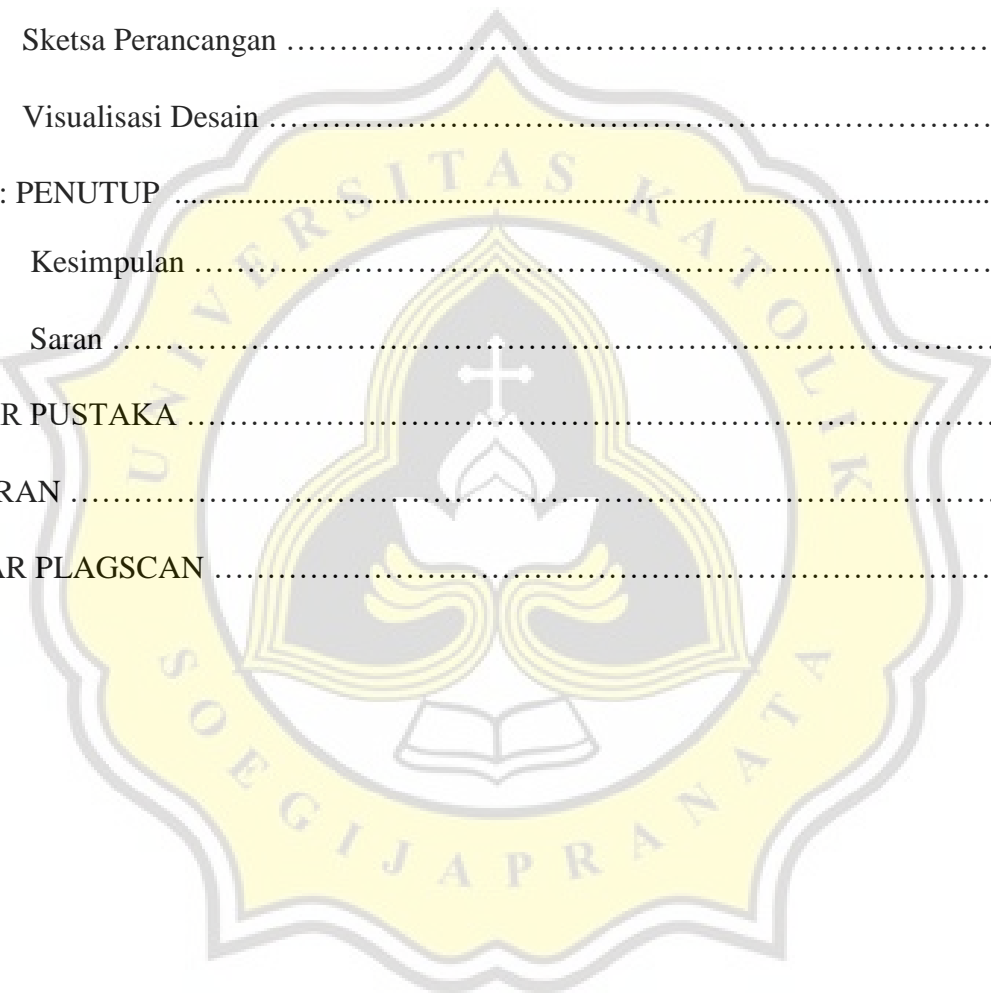 Sketsa Perancangan ……………………………………………………………
Visualisasi Desain ……………………………………………………………
: PENUTUP ..............................................................................
Kesimpulan ……………………………………………………………………
Saran ……………………………………………………………………………
R PUSTAKA ……………………………………………………………………
RAN ……………………………………………………………………………
AR PLAGSCAN …………………………………………………………………
UNIVERSITAS KATOLIK
SOEGIJAPRANATA